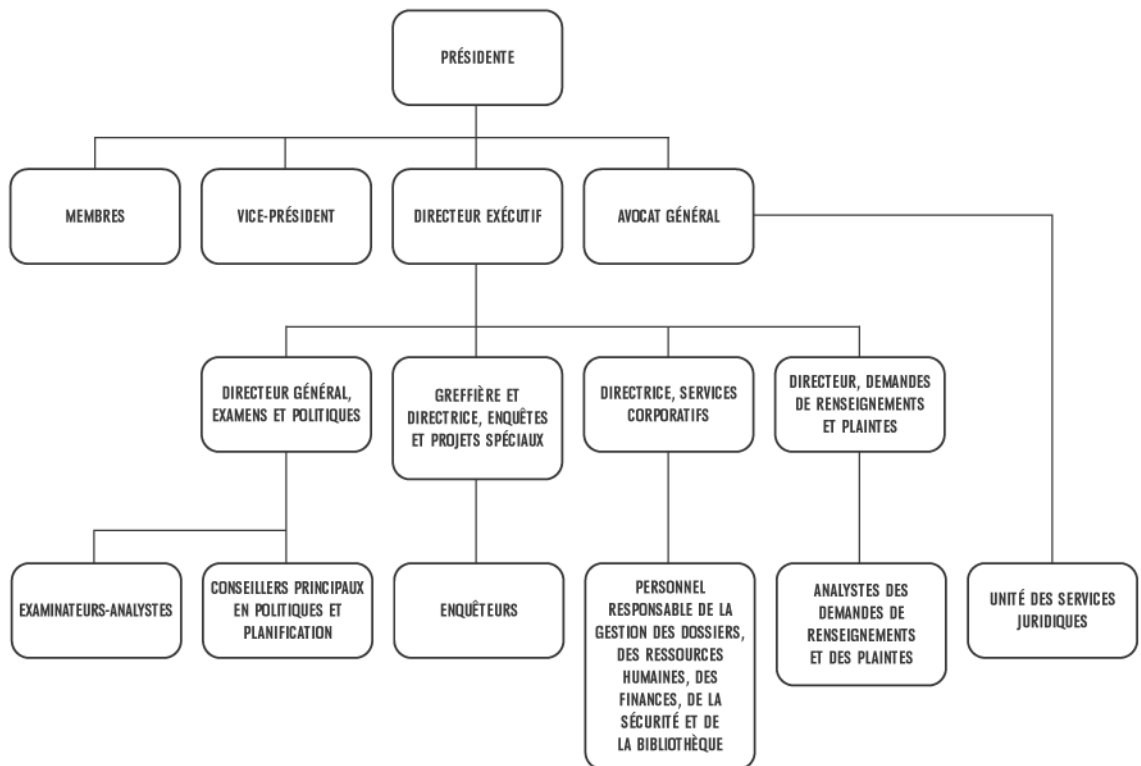 PRÉSIDENTE
MEMBRES
VICE-PRÉSIDENT
DIRECTEUR EXÉCUTIF
AVOCAT GÉNÉRAL
DIRECTEUR GÉNÉRAL,
EXAMENS ET POLITIQUES
GREFFIÈRE ET
DIRECTRICE, ENQUÊTES
ET PROJETS SPÉCIAUX
DIRECTRICE, SERVICES
CORPORATIFS
DIRECTEUR, DEMANDES
DE RENSEIGNEMENTS
ET PLAINTES
EXAMINATEURS-ANALYSTES
CONSEILLERS PRINCIPAUX
EN POLITIQUES ET
PLANIFICATION
ENQUÊTEURS
PERSONNEL
RESPONSABLE DE LA
GESTION DES DOSSIERS,
DES RESSOURCES
HUMAINES, DES
FINANCES, DE LA
SÉCURITÉ ET DE
LA BIBLIOTHÈQUE
ANALYSTES DES
DEMANDES DE
RENSEIGNEMENTS
ET DES PLAINTES
UNITÉ DES SERVICES
JURIDIQUES